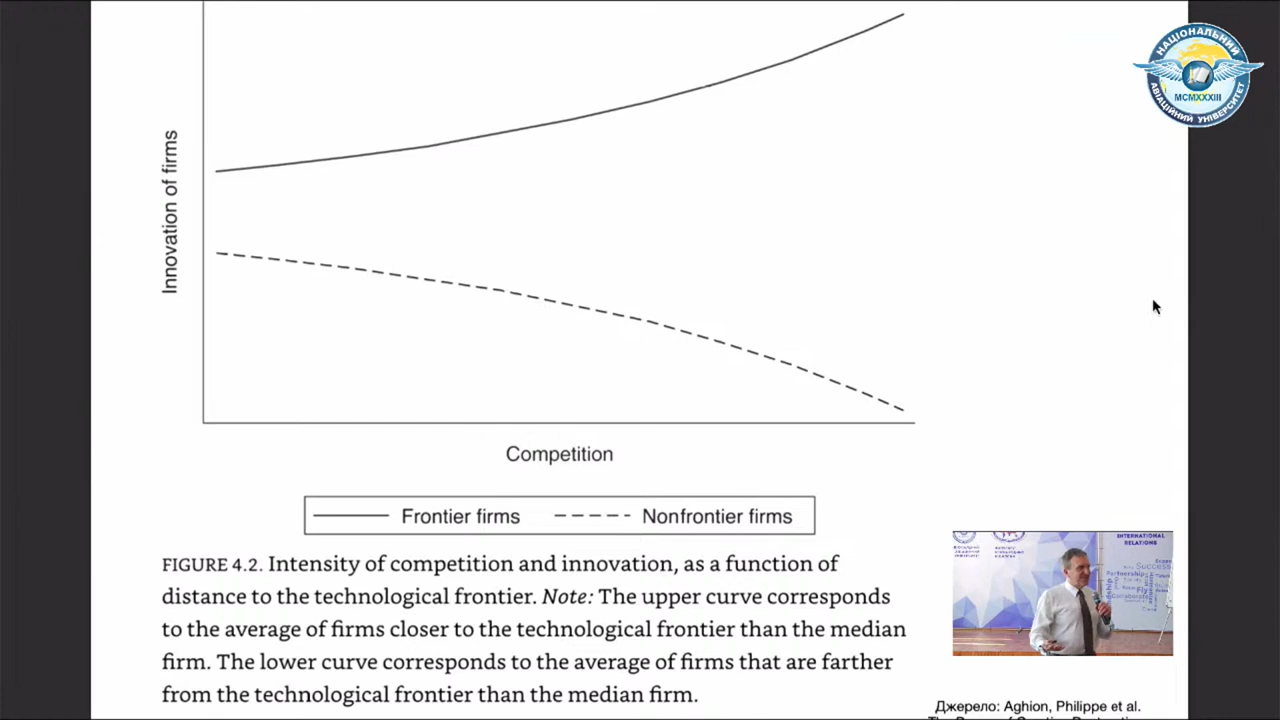 НАЦІОНАЛЬНИЙ
MCMXXXIII
АВІАЦІЙНИЙ УНІВЕРСИТЕТ
Innovation of firms
Competition
Frontier firms
Nonfrontier firms
FIGURE 4.2. Intensity of competition and innovation, as a function of
distance to the technological frontier. Note: The upper curve corresponds
to the average of firms closer to the technological frontier than the median
firm. The lower curve corresponds to the average of firms that are farther
from the technological frontier than the median firm.
INTERNATIONAL
RELATIONS
Success
Partnership
Fly
Джерело: Aghion, Philippe et al.